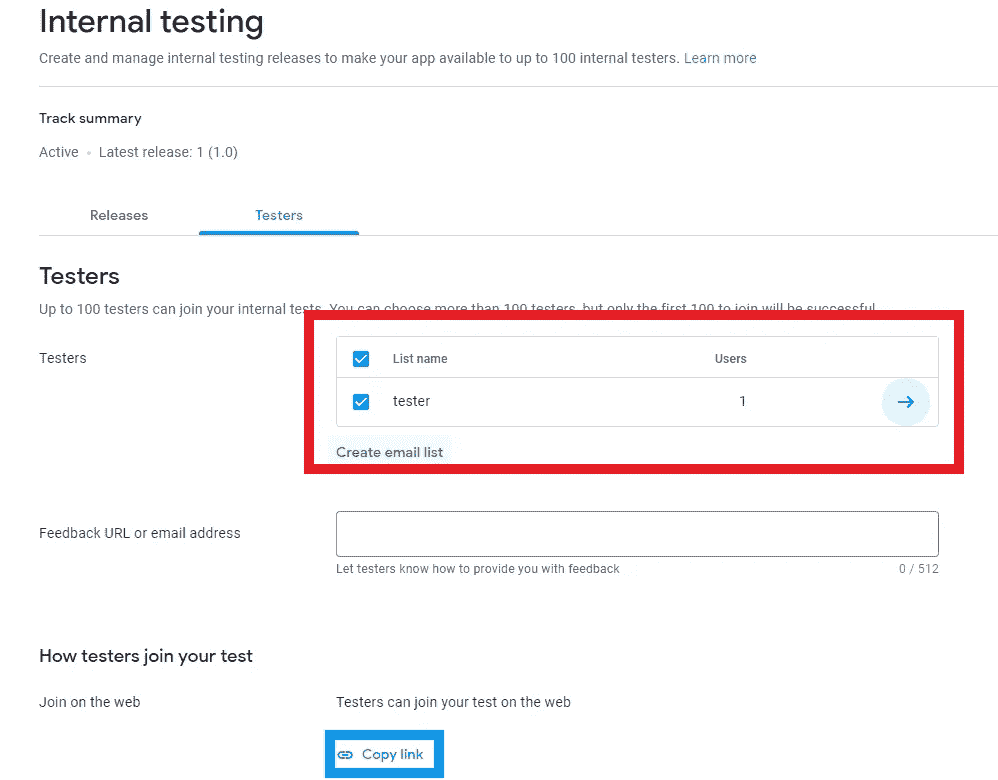 Internal testing
Create and manage internal testing releases to make your app available to up to 100 internal testers. Learn more
Track summary
Active • Latest release: 1 (1.0)
Releases Testers
Testers
Up to 100 testers can join your internal tests. You can choose more than 100 testers, but only the first 100 to join will be successful.
Testers
List name Users
tester 1
Create email list
Feedback URL or email address
Let testers know how to provide you with feedback 0 / 512
How testers join your test
Join on the web Testers can join your test on the web
Copy link